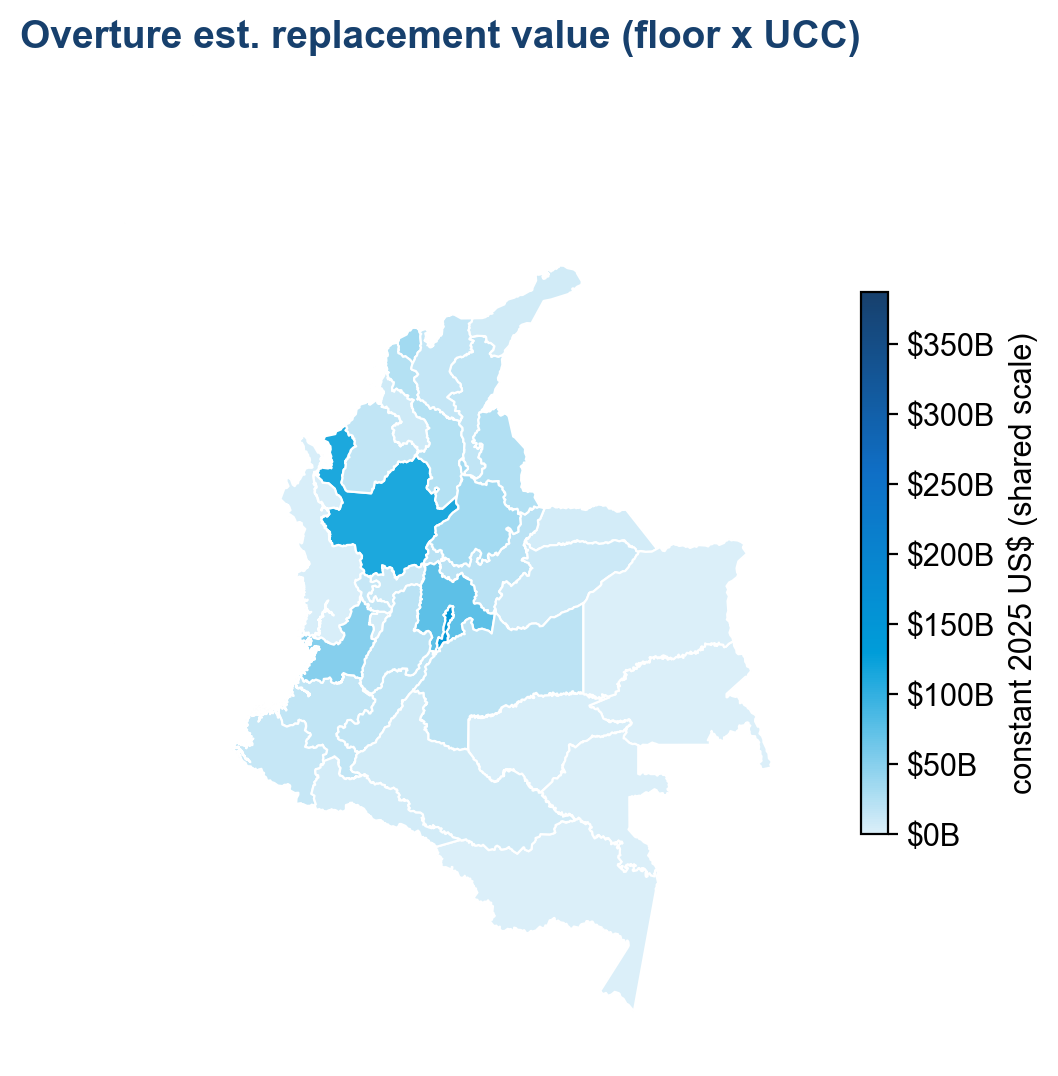 Overture est. replacement value (floor x UCC)
$350B
$300B
$250B
$200B
$150B
$100B
$50B
$0B
constant 2025 US$ (shared scale)